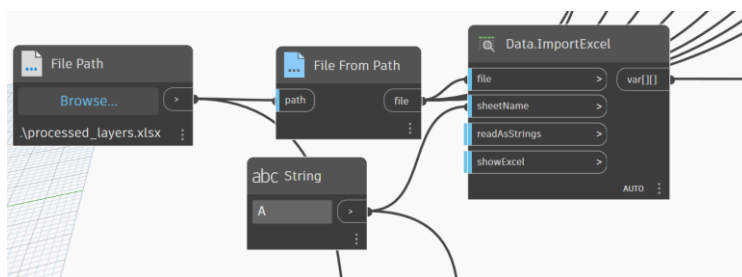 File Path
Browse...
>
.\processed_layers.xlsx
File From Path
path
file
abc String
A
>
Data.ImportExcel
file >
var[][]
sheetName >
readAsStrings >
showExcel >
AUTO